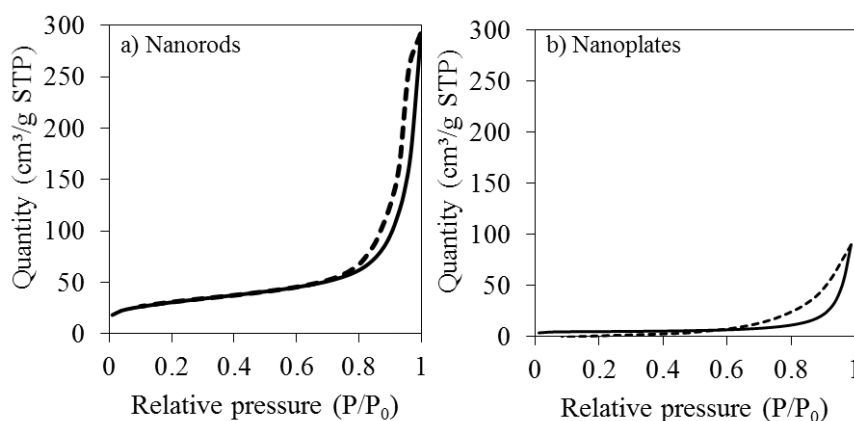 a) Nanorods
Quantity (cm³/g STP)
300
250
200
150
100
50
0
0 0.2 0.4 0.6 0.8 1
Relative pressure (P/P₀)
b) Nanoplates
Quantity (cm³/g STP)
300
250
200
150
100
50
0
0 0.2 0.4 0.6 0.8 1
Relative pressure (P/P₀)